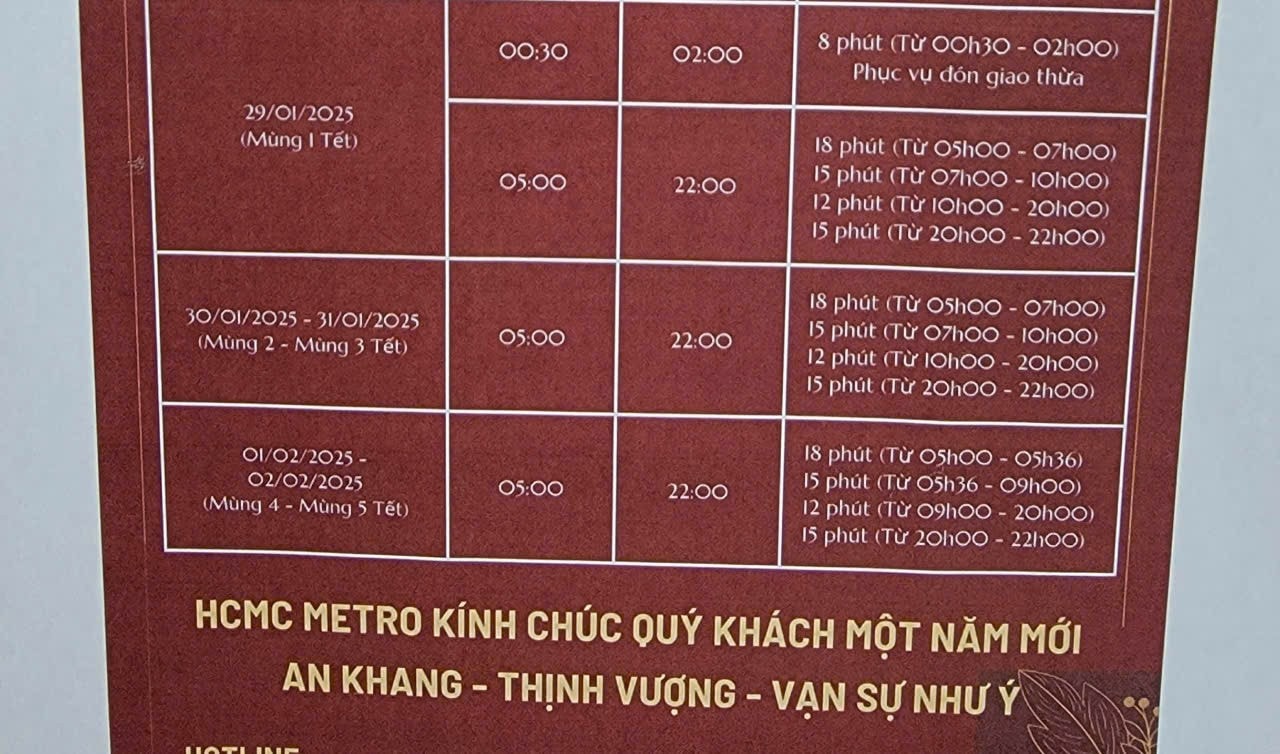 00:30
02:00
8 phút (Từ 00h30 - 02h00)
Phục vụ đón giao thừa
29/01/2025
(Mùng 1 Tết)
05:00
22:00
18 phút (Từ 05h00 - 07h00)
15 phút (Từ 07h00 - 10h00)
12 phút (Từ 10h00 - 20h00)
15 phút (Từ 20h00 - 22h00)
30/01/2025 - 31/01/2025
(Mùng 2 - Mùng 3 Tết)
05:00
22:00
18 phút (Từ 05h00 - 07h00)
15 phút (Từ 07h00 - 10h00)
12 phút (Từ 10h00 - 20h00)
15 phút (Từ 20h00 - 22h00)
01/02/2025 -
02/02/2025
(Mùng 4 - Mùng 5 Tết)
05:00
22:00
18 phút (Từ 05h00 - 05h36)
15 phút (Từ 05h36 - 09h00)
12 phút (Từ 09h00 - 20h00)
15 phút (Từ 20h00 - 22h00)
HCMC METRO KÍNH CHÚC QUÝ KHÁCH MỘT NĂM MỚI
AN KHANG - THỊNH VƯỢNG - VẠN SỰ NHƯ Ý
HOTLINE